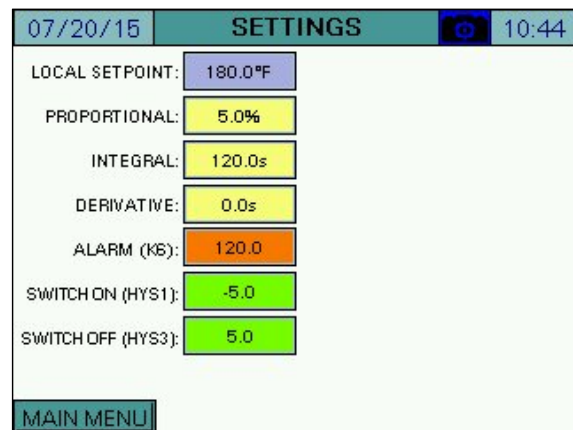 07/20/15 SETTINGS 10:44
LOCAL SETPOINT: 180.0°F
PROPORTIONAL: 5.0%
INTEGRAL: 120.0s
DERIVATIVE: 0.0s
ALARM (K6): 120.0
SWITCH ON (HYS1): -5.0
SWITCH OFF (HYS3): 5.0
MAIN MENU